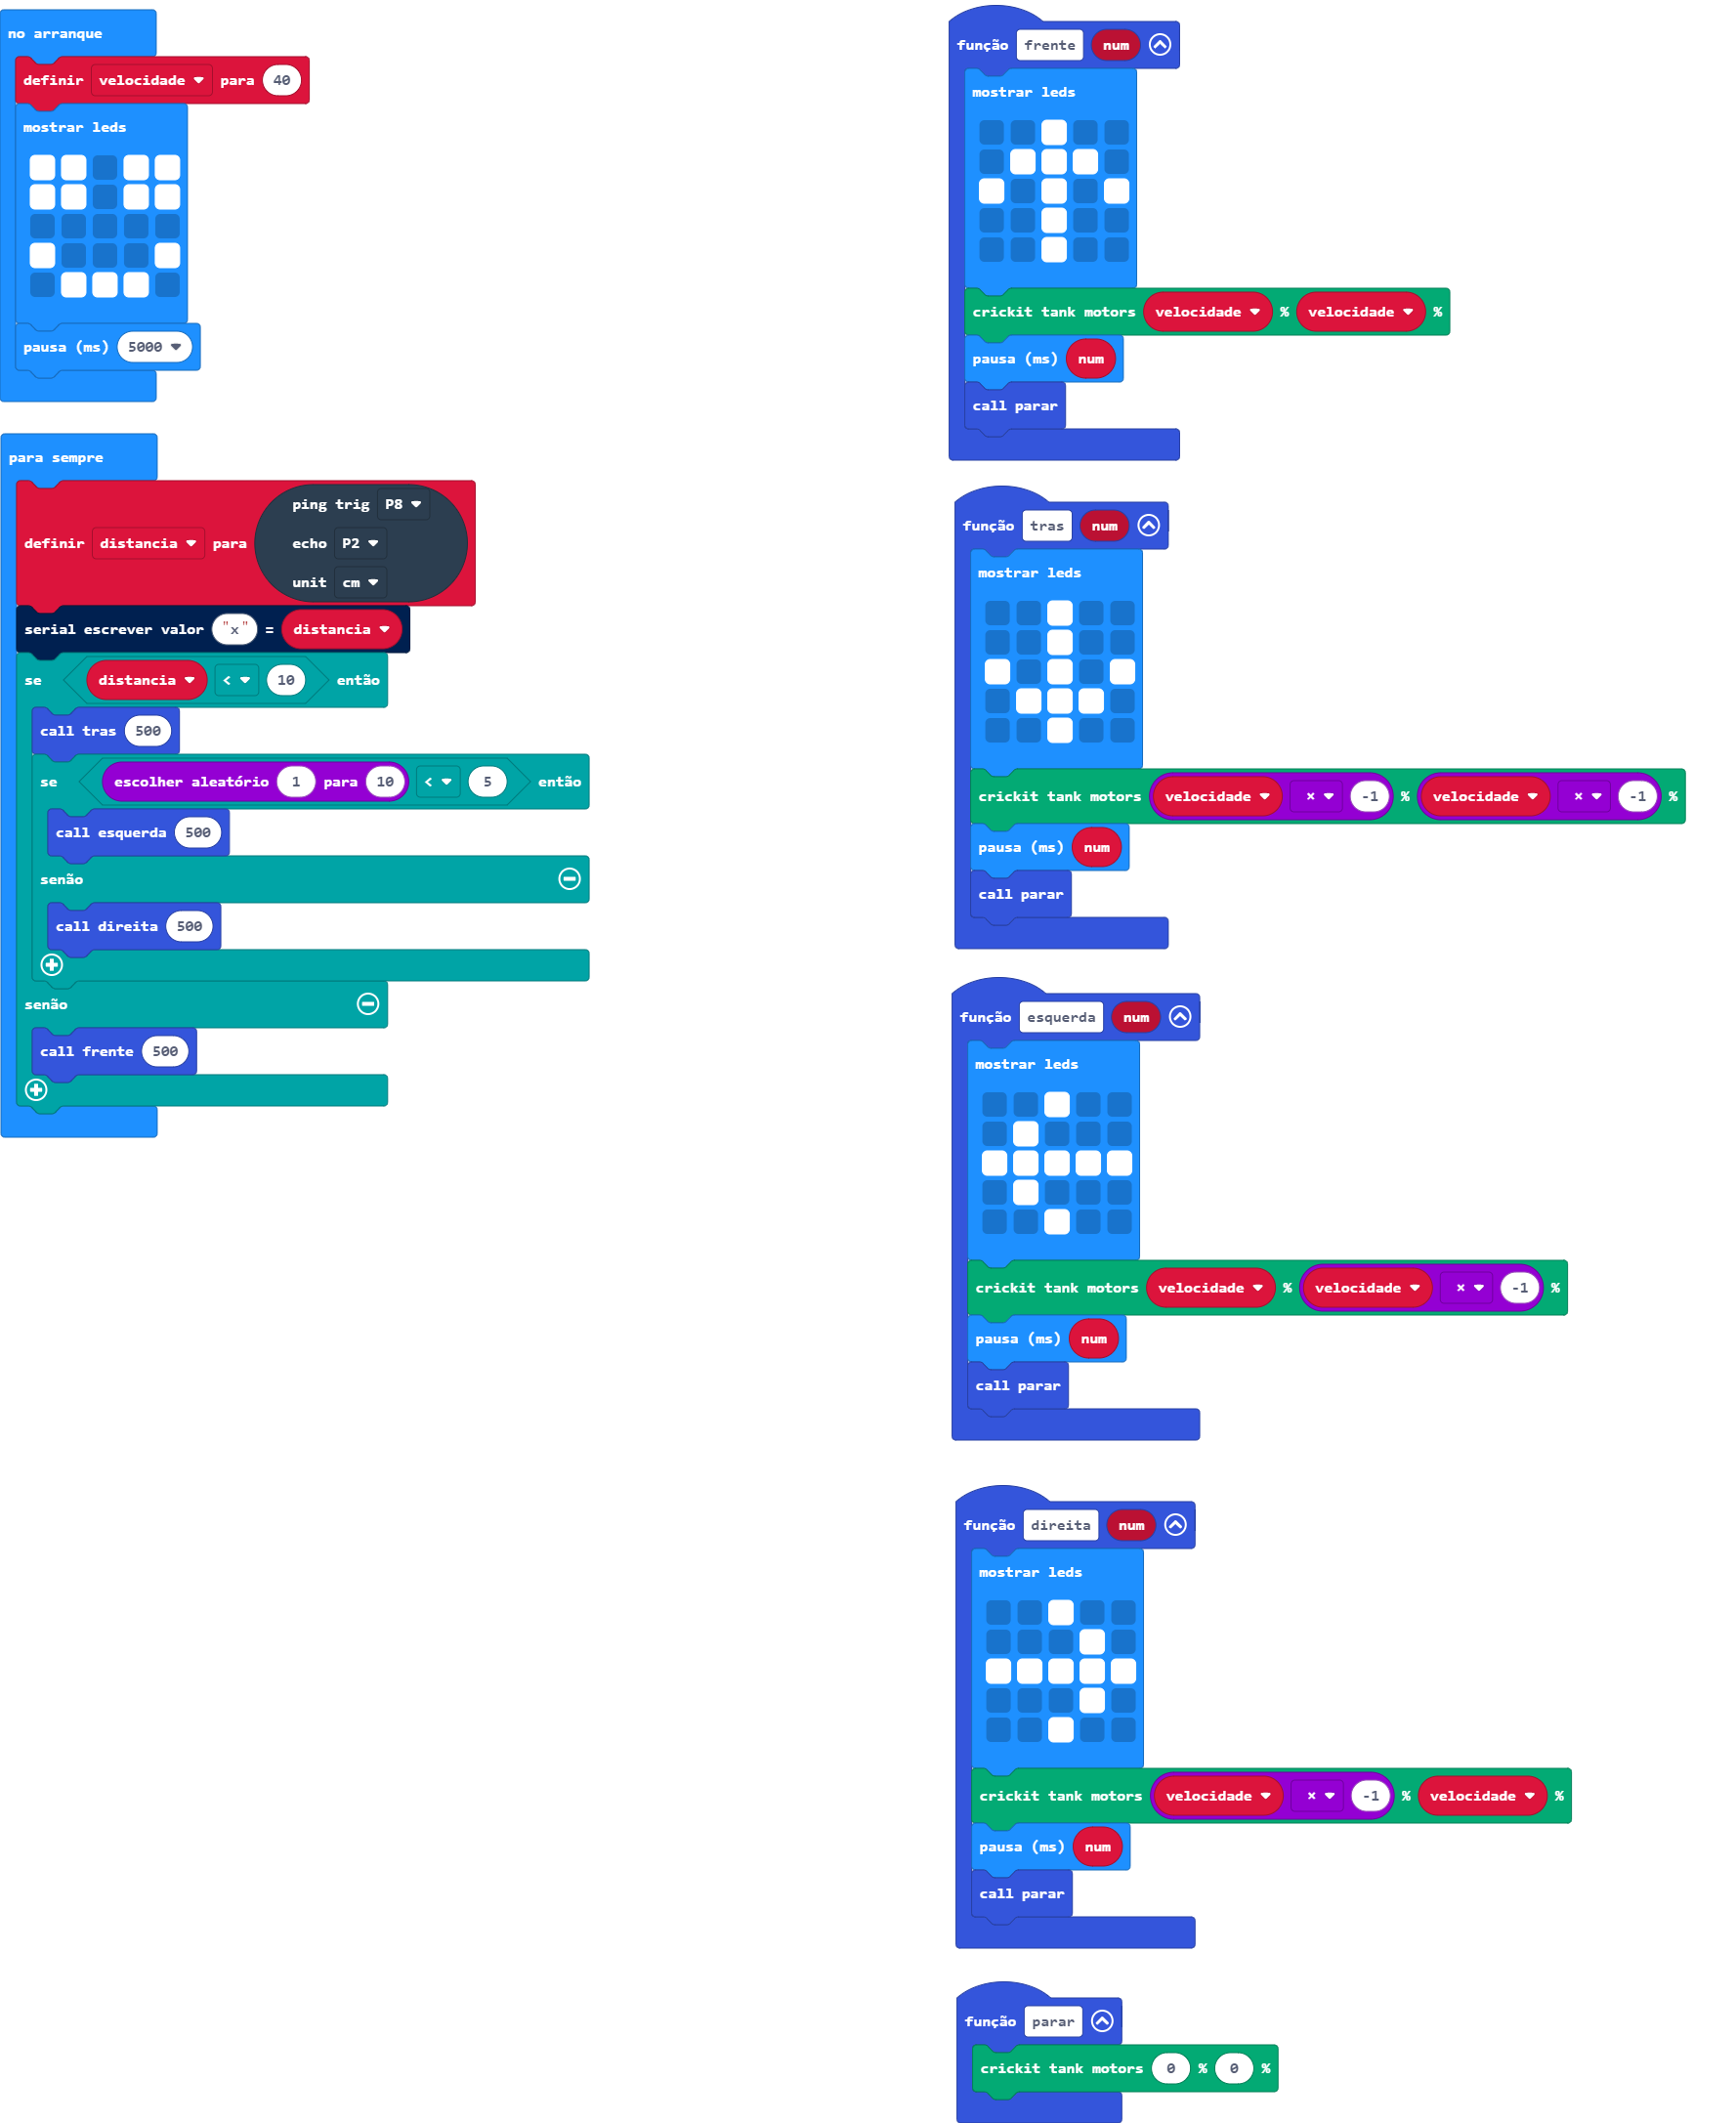 no arranque
definir velocidade para 40
mostrar leds
pausa (ms) 5000
para sempre
definir distancia para ping trig P8
echo P2
unit cm
serial escrever valor "x" = distancia
se distancia < 10 então
call tras 500
se escolher aleatório 1 para 10 < 5 então
call esquerda 500
senão
call direita 500
senão
call frente 500
função frente num
mostrar leds
crickit tank motors velocidade % velocidade %
pausa (ms) num
call parar
função tras num
mostrar leds
crickit tank motors velocidade × -1 % velocidade × -1 %
pausa (ms) num
call parar
função esquerda num
mostrar leds
crickit tank motors velocidade % velocidade × -1 %
pausa (ms) num
call parar
função direita num
mostrar leds
crickit tank motors velocidade × -1 % velocidade %
pausa (ms) num
call parar
função parar
crickit tank motors 0 % 0 %